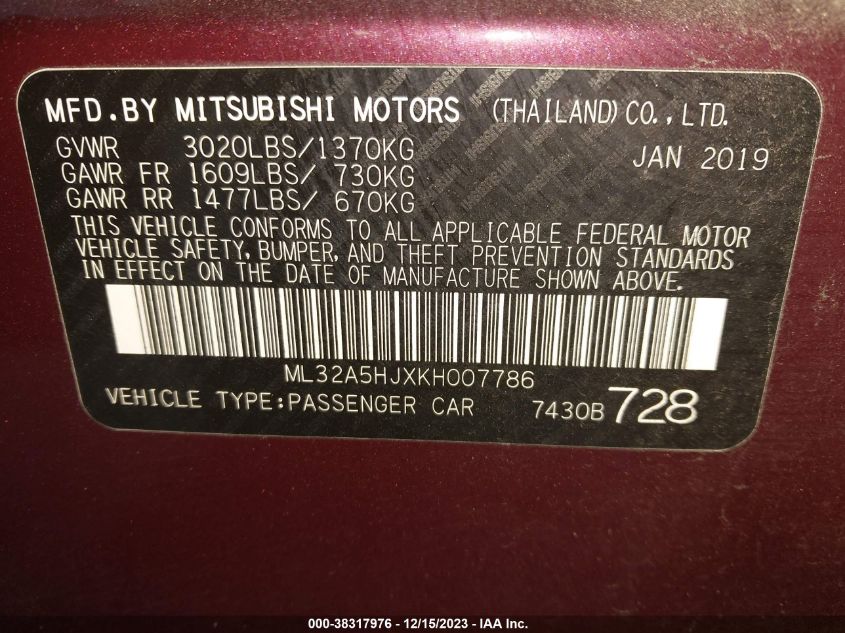 MFD.BY MITSUBISHI MOTORS (THAILAND) CO., LTD.
GVWR 3020LBS/1370KG JAN 2019
GAWR FR 1609LBS/ 730KG
GAWR RR 1477LBS/ 670KG
THIS VEHICLE CONFORMS TO ALL APPLICABLE FEDERAL MOTOR
VEHICLE SAFETY, BUMPER, AND THEFT PREVENTION STANDARDS
IN EFFECT ON THE DATE OF MANUFACTURE SHOWN ABOVE.
ML32A5HJXKH007786
VEHICLE TYPE:PASSENGER CAR 7430B 728
000-38317976 - 12/15/2023 - IAA Inc.